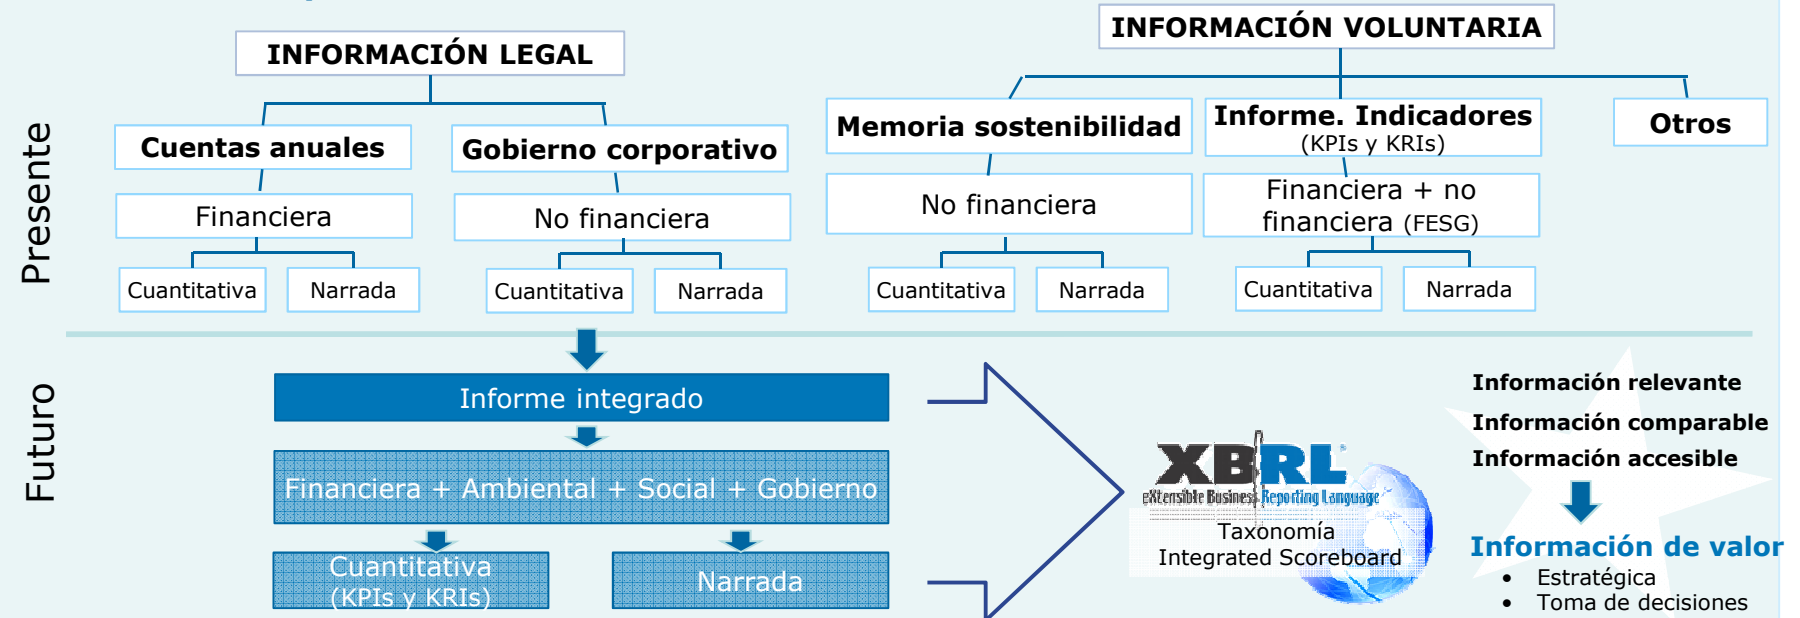 INFORMACIÓN LEGAL
INFORMACIÓN VOLUNTARIA
Presente
Cuentas anuales
Gobierno corporativo
Memoria sostenibilidad
Informe. Indicadores
(KPIs y KRIs)
Otros
Financiera
No financiera
No financiera
Financiera + no
financiera (FESG)
Cuantitativa
Narrada
Cuantitativa
Narrada
Cuantitativa
Narrada
Cuantitativa
Narrada
Futuro
Informe integrado
Financiera + Ambiental + Social + Gobierno
Cuantitativa
(KPIs y KRIs)
Narrada
XBRL
eXtensible Business Reporting Language
Taxonomía
Integrated Scoreboard
Información relevante
Información comparable
Información accesible
Información de valor
• Estratégica
• Toma de decisiones